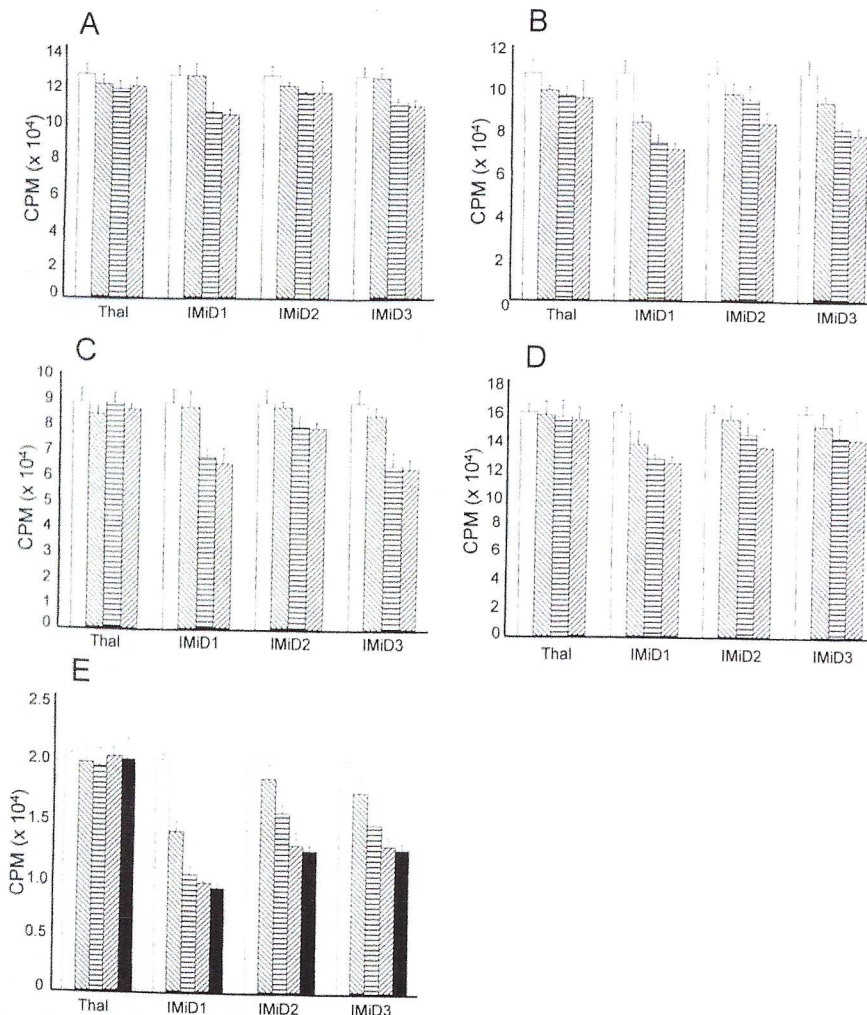 A
14
12
10
8
6
4
2
0
CPM (x 10⁴)
Thal IMiD1 IMiD2 IMiD3
B
12
10
8
6
4
2
0
CPM (x 10⁴)
Thal IMiD1 IMiD2 IMiD3
C
10
9
8
7
6
5
4
3
2
1
0
CPM (x 10⁴)
Thal IMiD1 IMiD2 IMiD3
D
18
16
14
12
10
8
6
4
2
0
CPM (x 10⁴)
Thal IMiD1 IMiD2 IMiD3
E
2.5
2.0
1.5
1.0
0.5
0
CPM (x 10⁴)
Thal IMiD1 IMiD2 IMiD3